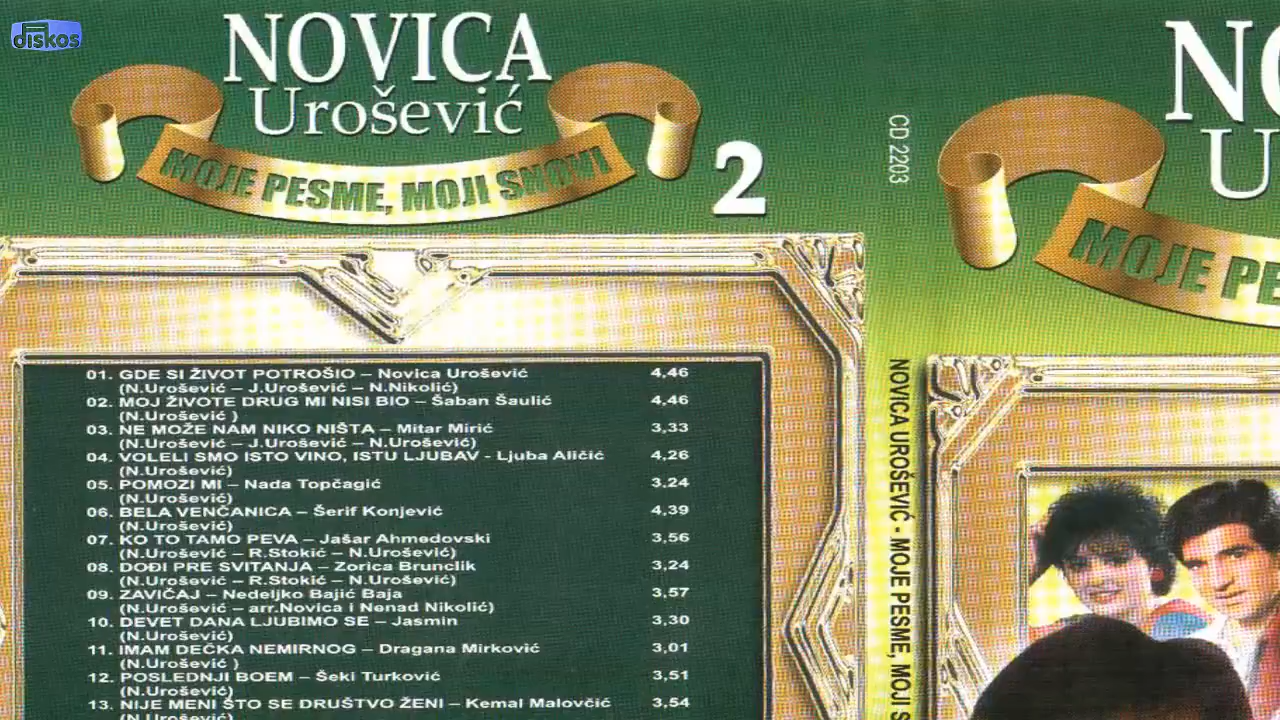 diskos
NOVICA
Urošević
MOJE PESME, MOJI SNOVI
2
01. GDE SI ŽIVOT POTROŠIO – Novica Urošević 4,46
(N.Urošević – J.Urošević – N.Nikolić)
02. MOJ ŽIVOTE DRUG MI NISI BIO – Šaban Šaulić 4,46
(N.Urošević )
03. NE MOŽE NAM NIKO NIŠTA – Mitar Mirić 3,33
(N.Urošević – J.Urošević – N.Urošević)
04. VOLELI SMO ISTO VINO, ISTU LJUBAV - Ljuba Aličić 4,26
(N.Urošević)
05. POMOZI MI – Nada Topčagić 3.24
(N.Urošević)
06. BELA VENČANICA – Šerif Konjević 4,39
(N.Urošević)
07. KO TO TAMO PEVA – Jašar Ahmedovski 3,56
(N.Urošević – R.Stokić – N.Urošević)
08. DOĐI PRE SVITANJA – Zorica Brunclik 3,24
(N.Urošević – R.Stokić – N.Urošević)
09. ZAVIČAJ – Nedeljko Bajić Baja 3,57
(N.Urošević – arr.Novica i Nenad Nikolić)
10. DEVET DANA LJUBIMO SE – Jasmin 3,30
(N.Urošević)
11. IMAM DEČKA NEMIRNOG – Dragana Mirković 3,01
(N.Urošević )
12. POSLEDNJI BOEM – Šeki Turković 3,51
(N.Urošević)
13. NIJE MENI ŠTO SE DRUŠTVO ŽENI – Kemal Malovčić 3,54
(N.Urošević)
CD 2203
NOVICA UROŠEVIĆ - MOJE PESME, MOJI S
NO
U
MOJE PE